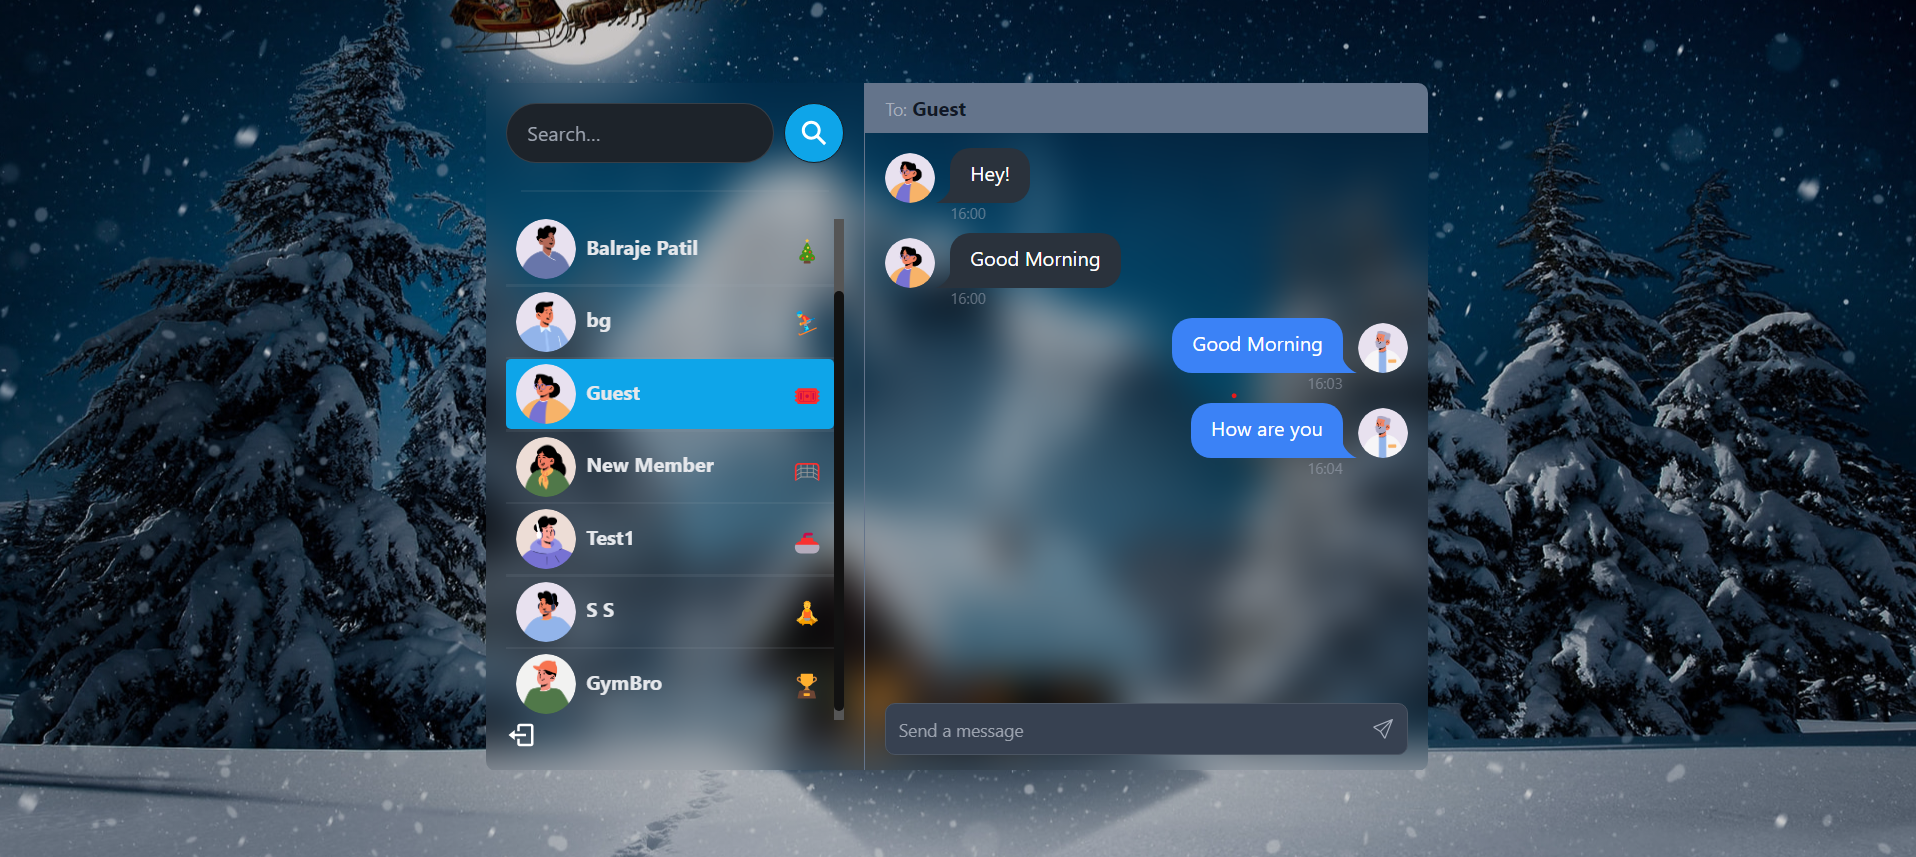 Search...
Balraje Patil
bg
Guest
New Member
Test1
S S
GymBro
To: Guest
Hey!
16:00
Good Morning
16:00
Good Morning
16:03
How are you
16:04
Send a message